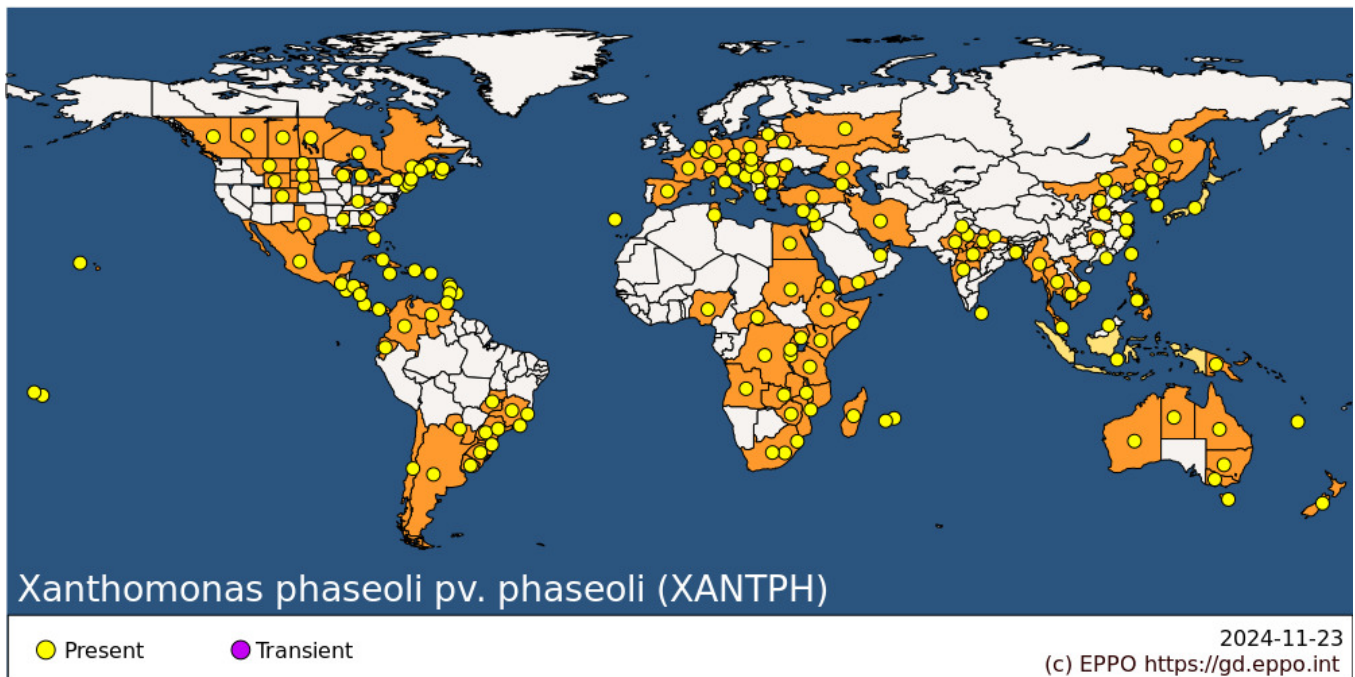 Xanthomonas phaseoli pv. phaseoli (XANTPH)
Present
Transient
2024-11-23
(c) EPPO https://gd.eppo.int